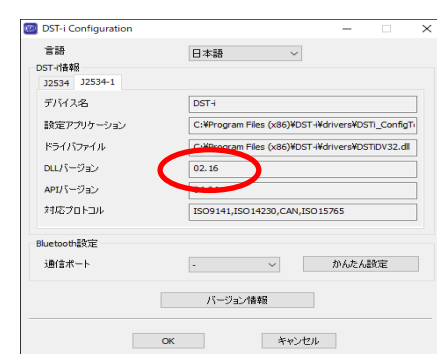 DST-i Configuration
言語 日本語
DST-i情報
J2534 J2534-1
デバイス名 DST-i
設定アプリケーション C:¥Program Files (x86)¥DST-i¥drivers¥DSTi_ConfigT
ドライバファイル C:¥Program Files (x86)¥DST-i¥drivers¥DSTiDV32.dll
DLLバージョン 02.16
APIバージョン
対応プロトコル ISO9141,ISO14230,CAN,ISO15765
Bluetooth設定
通信ポート - かんたん設定
バージョン情報
OK キャンセル